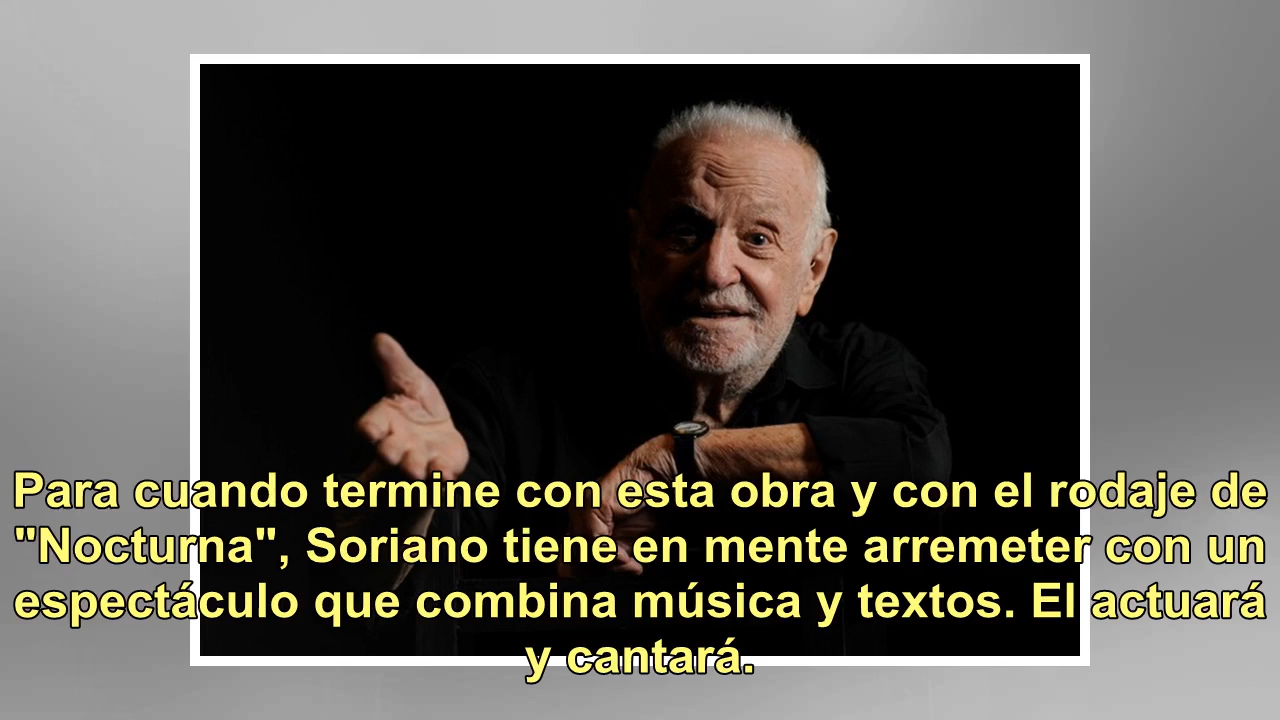 Para cuando termine con esta obra y con el rodaje de
"Nocturna", Soriano tiene en mente arremeter con un
espectáculo que combina música y textos. El actuará
y cantará.